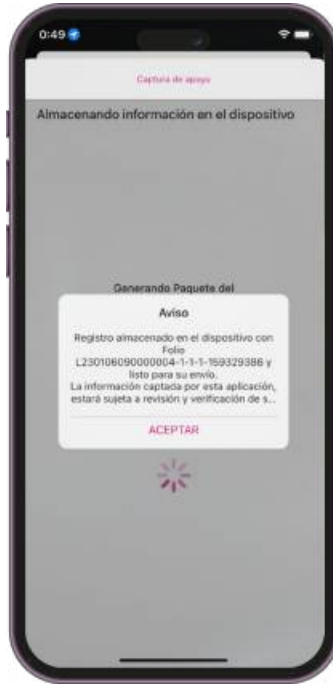 0:49
Captura de apoyo
Almacenando información en el dispositivo
Generando Paquete del
Aviso
Registro almacenado en el dispositivo con
Folio
L230106090000004-1-1-1-159329386 y
listo para su envío.
La información captada por esta aplicación,
estará sujeta a revisión y verificación de s...
ACEPTAR